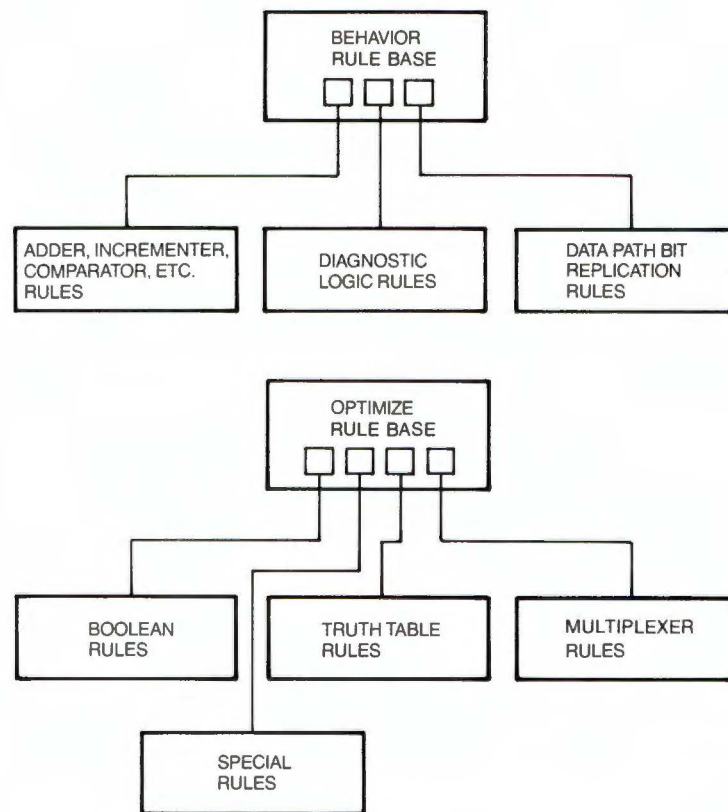 BEHAVIOR
RULE BASE
ADDER, INCREMENTER,
COMPARATOR, ETC.
RULES
DIAGNOSTIC
LOGIC RULES
DATA PATH BIT
REPLICATION
RULES
OPTIMIZE
RULE BASE
BOOLEAN
RULES
TRUTH TABLE
RULES
MULTIPLEXER
RULES
SPECIAL
RULES